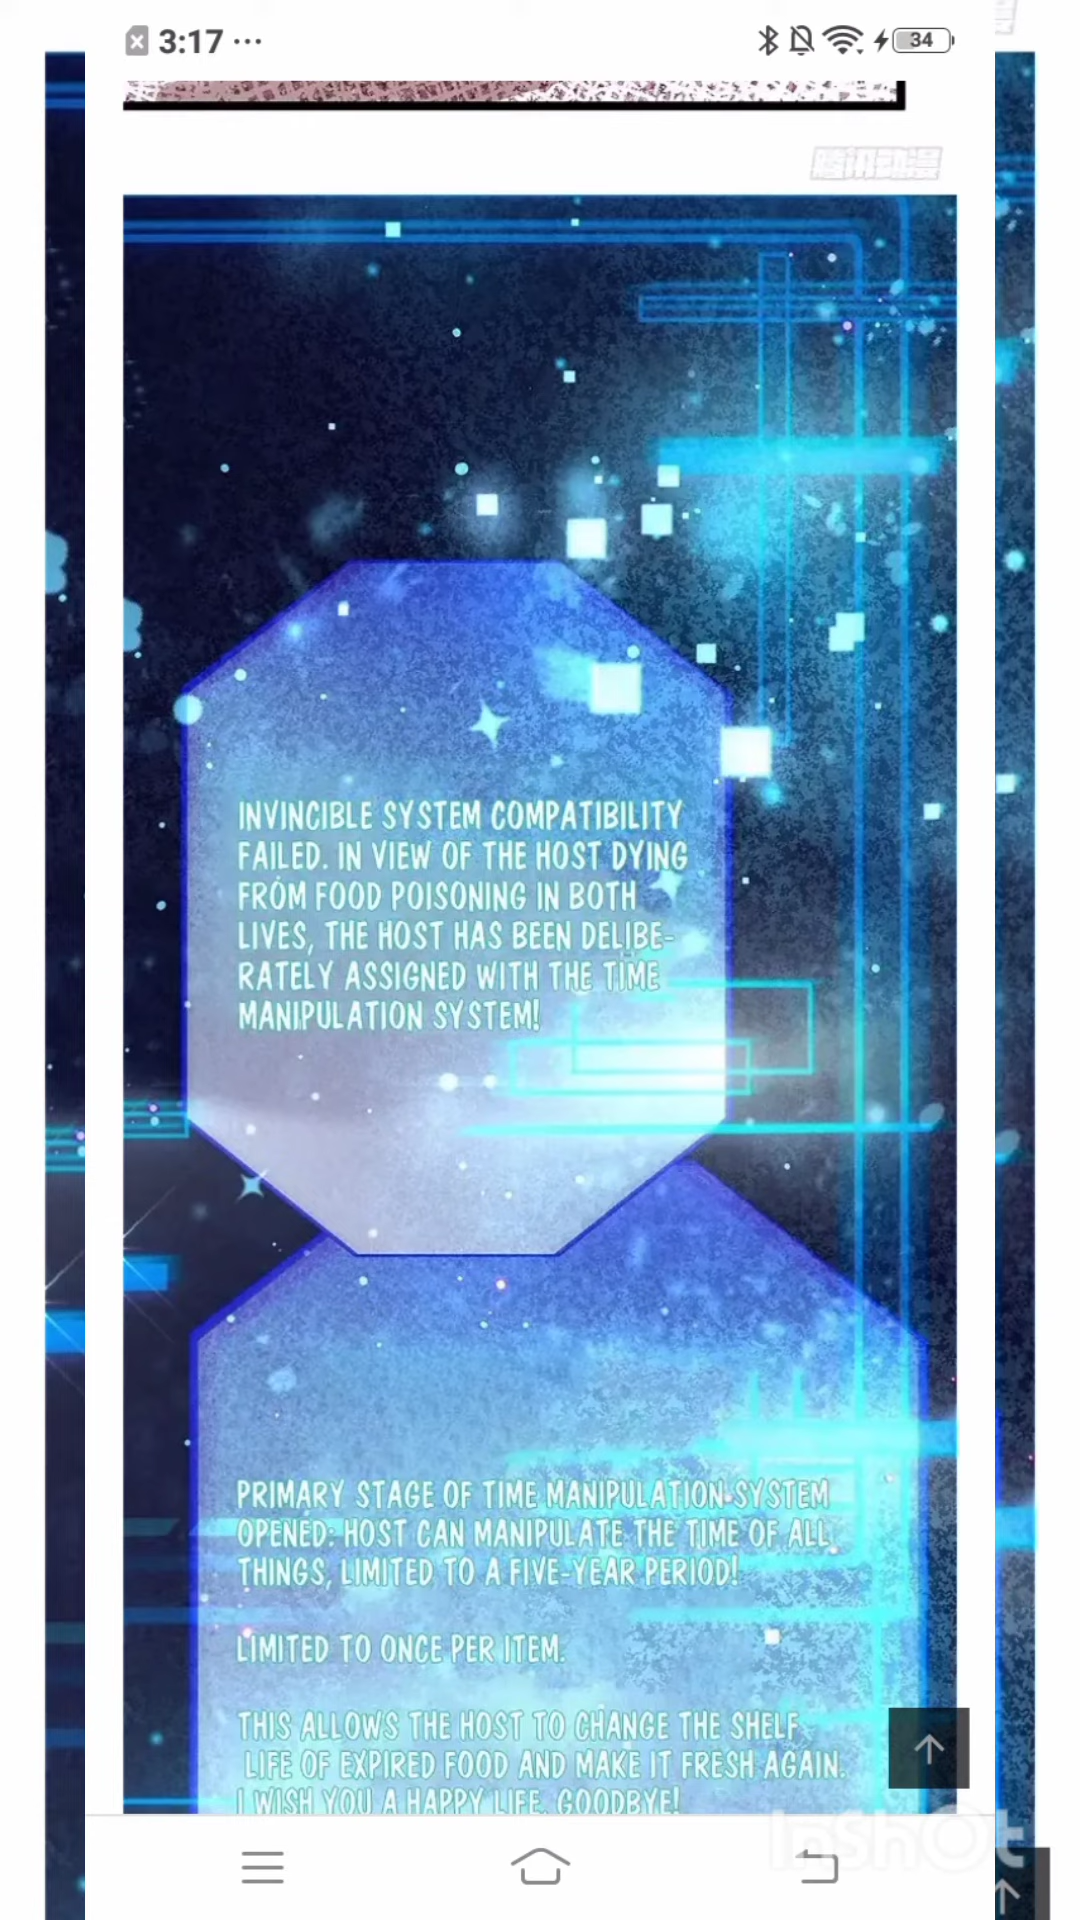 3:17 ...
34
腾讯动漫
INVINCIBLE SYSTEM COMPATIBILITY
FAILED. IN VIEW OF THE HOST DYING
FROM FOOD POISONING IN BOTH
LIVES, THE HOST HAS BEEN DELIBE-
RATELY ASSIGNED WITH THE TIME
MANIPULATION SYSTEM!
PRIMARY STAGE OF TIME MANIPULATION SYSTEM
OPENED: HOST CAN MANIPULATE THE TIME OF ALL
THINGS, LIMITED TO A FIVE-YEAR PERIOD!
LIMITED TO ONCE PER ITEM.
THIS ALLOWS THE HOST TO CHANGE THE SHELF
LIFE OF EXPIRED FOOD AND MAKE IT FRESH AGAIN.
I WISH YOU A HAPPY LIFE. GOODBYE!
InShOt